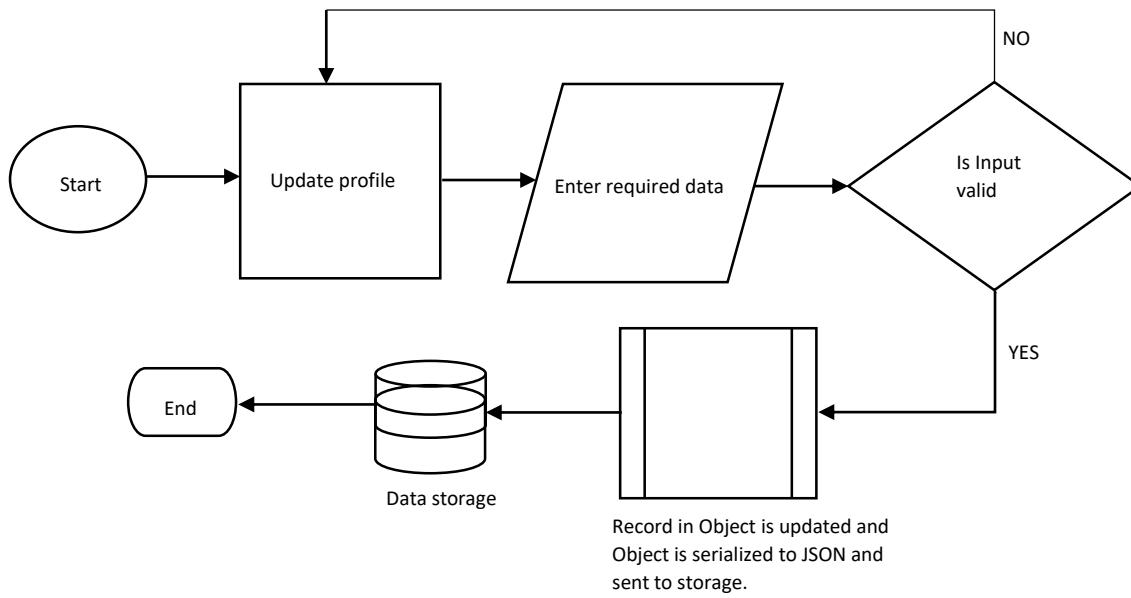 NO
Start
Update profile
Enter required data
Is Input
valid
YES
End
Data storage
Record in Object is updated and
Object is serialized to JSON and
sent to storage.